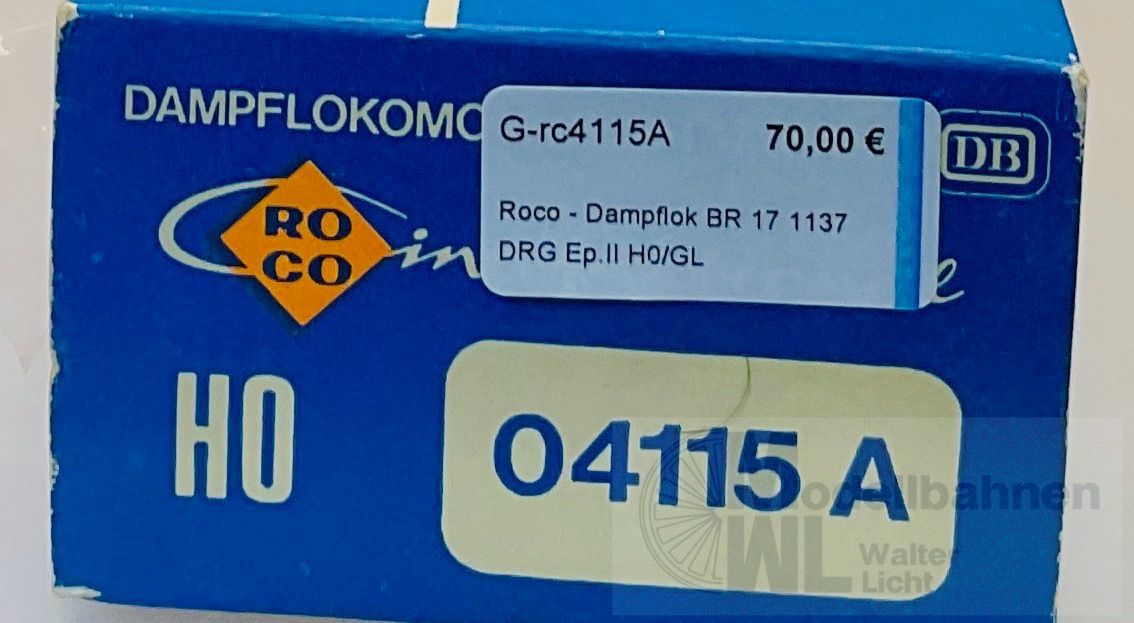 DAMPFLOKOMO
G-rc4115A 70,00 €
DB
Roco - Dampflok BR 17 1137
DRG Ep.II H0/GL
RO
CO
in
e
HO
04115 A
Modellbahnen
WL Walter
Licht